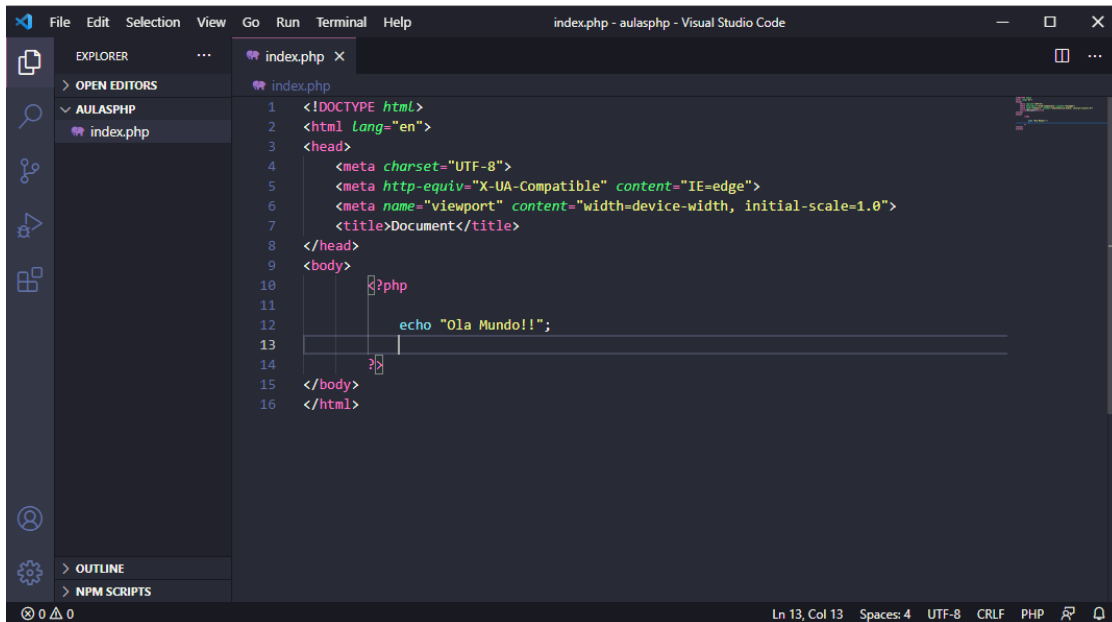 File Edit Selection View Go Run Terminal Help index.php - aulasphp - Visual Studio Code
EXPLORER
OPEN EDITORS
AULASPHP
index.php
index.php
index.php
1 <!DOCTYPE html>
2 <html lang="en">
3 <head>
4 <meta charset="UTF-8">
5 <meta http-equiv="X-UA-Compatible" content="IE=edge">
6 <meta name="viewport" content="width=device-width, initial-scale=1.0">
7 <title>Document</title>
8 </head>
9 <body>
10 <?php
11
12 echo "Ola Mundo!!";
13
14 ?>
15 </body>
16 </html>
OUTLINE
NPM SCRIPTS
0 0 Ln 13, Col 13 Spaces: 4 UTF-8 CRLF PHP